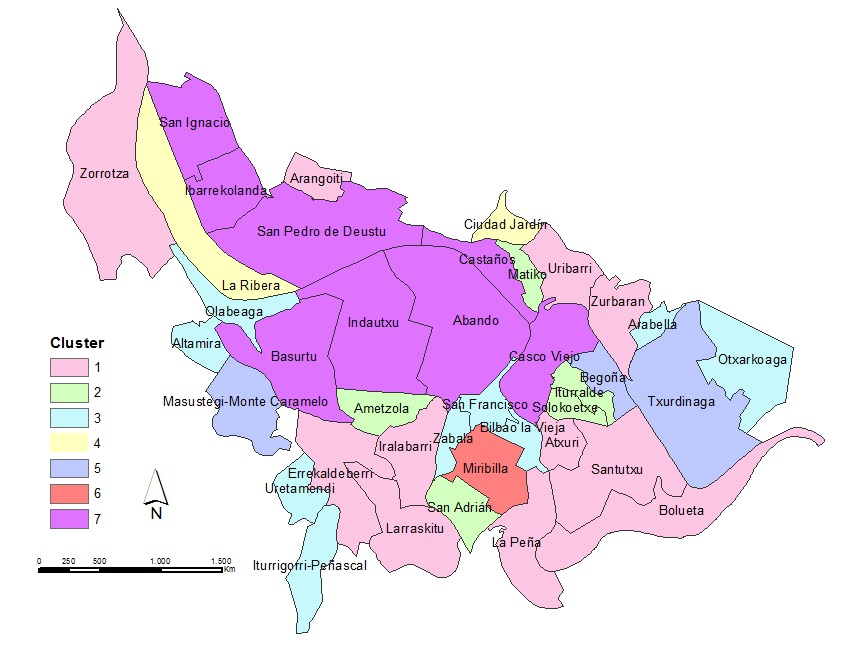 San Ignacio
Zorrotza
Arangoiti
Ibarrekolanda
San Pedro de Deustu
Ciudad Jardín
Castaños
Matiko
Uribarri
La Ribera
Zurbaran
Olabeaga
Indautxu
Abando
Arabella
Altamira
Basurtu
Casco Viejo
Otxarkoaga
Begoña
Iturralde
Masustegi-Monte Caramelo
Ametzola
San Francisco
Solokoetxe
Txurdinaga
Bilbao la Vieja
Zabala
Iralabarri
Atxuri
Miribilla
Santutxu
Errekaldeberri
Uretamendi
San Adrián
Bolueta
Larraskitu
La Peña
Iturrigorri-Peñascal
Cluster
1
2
3
4
5
6
7
N
0 250 500 1.000 1.500
Km